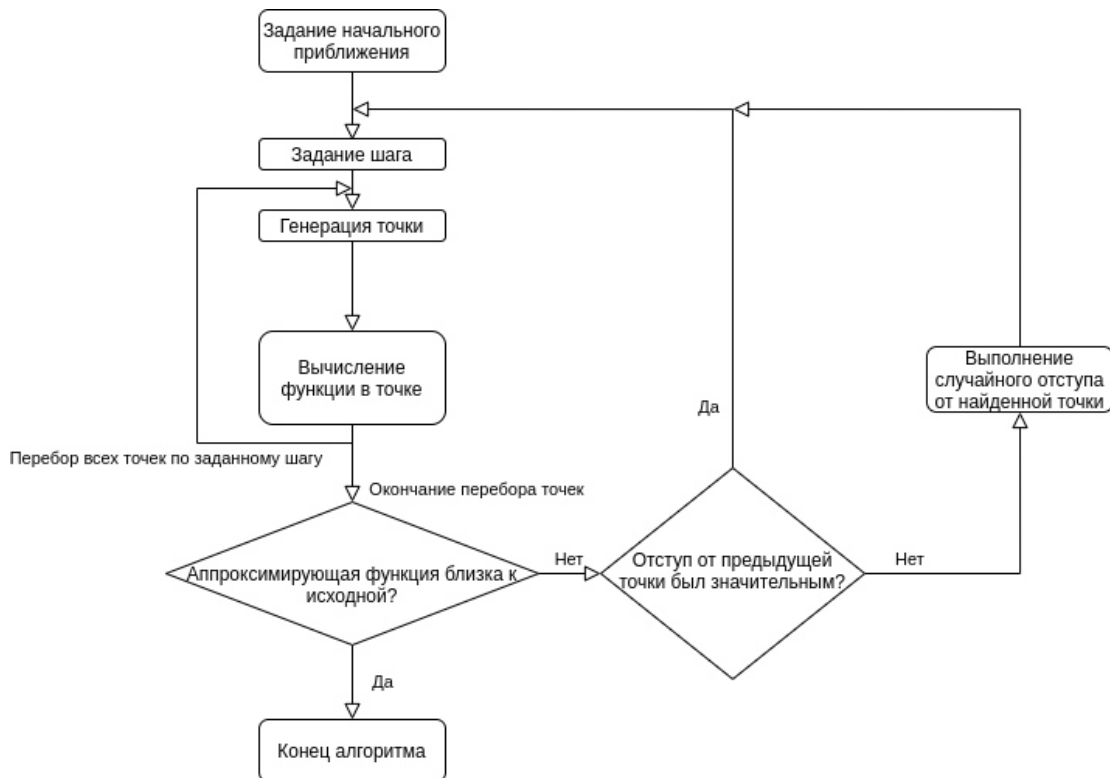 Задание начального
приближения
Задание шага
Генерация точки
Вычисление
функции в точке
Выполнение
случайного отступа
от найденной точки
Да
Перебор всех точек по заданному шагу
Окончание перебора точек
Аппроксимирующая функция близка к
исходной?
Нет
Отступ от предыдущей
точки был значительным?
Нет
Да
Конец алгоритма